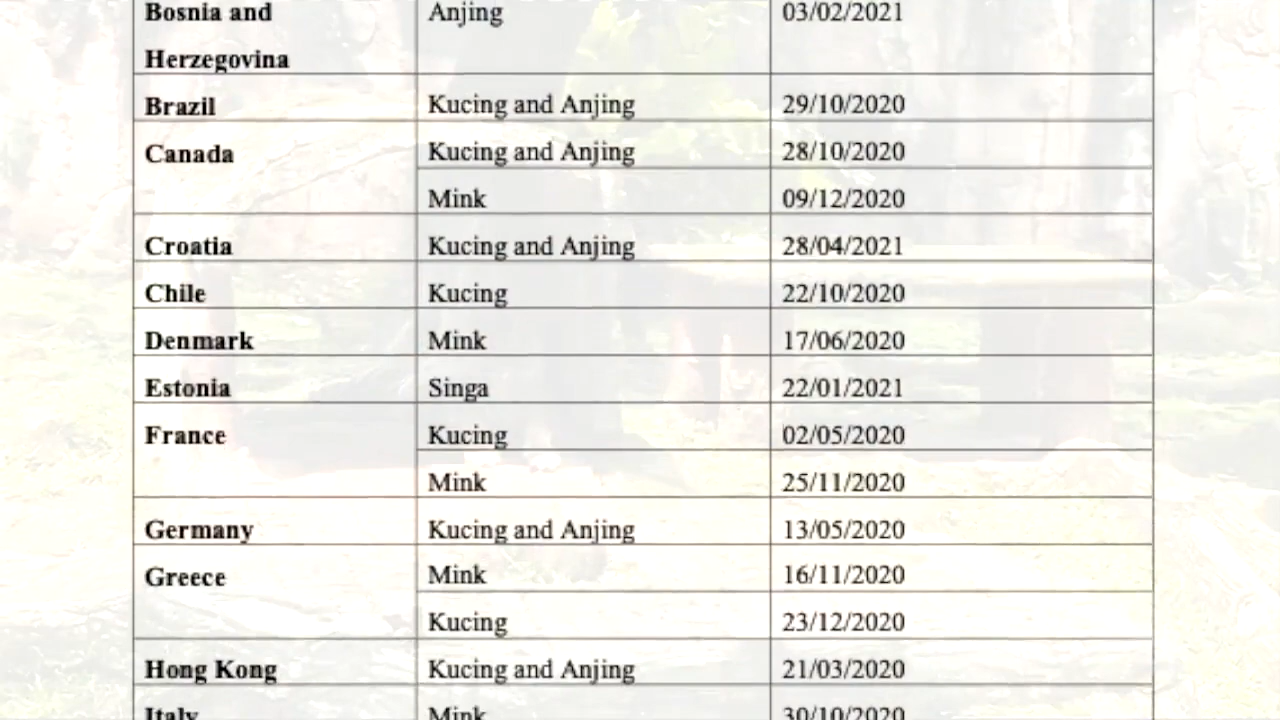 Bosnia and Anjing 03/02/2021
Herzegovina
Brazil Kucing and Anjing 29/10/2020
Canada Kucing and Anjing 28/10/2020
Mink 09/12/2020
Croatia Kucing and Anjing 28/04/2021
Chile Kucing 22/10/2020
Denmark Mink 17/06/2020
Estonia Singa 22/01/2021
France Kucing 02/05/2020
Mink 25/11/2020
Germany Kucing and Anjing 13/05/2020
Greece Mink 16/11/2020
Kucing 23/12/2020
Hong Kong Kucing and Anjing 21/03/2020
Italy Mink 30/10/2020